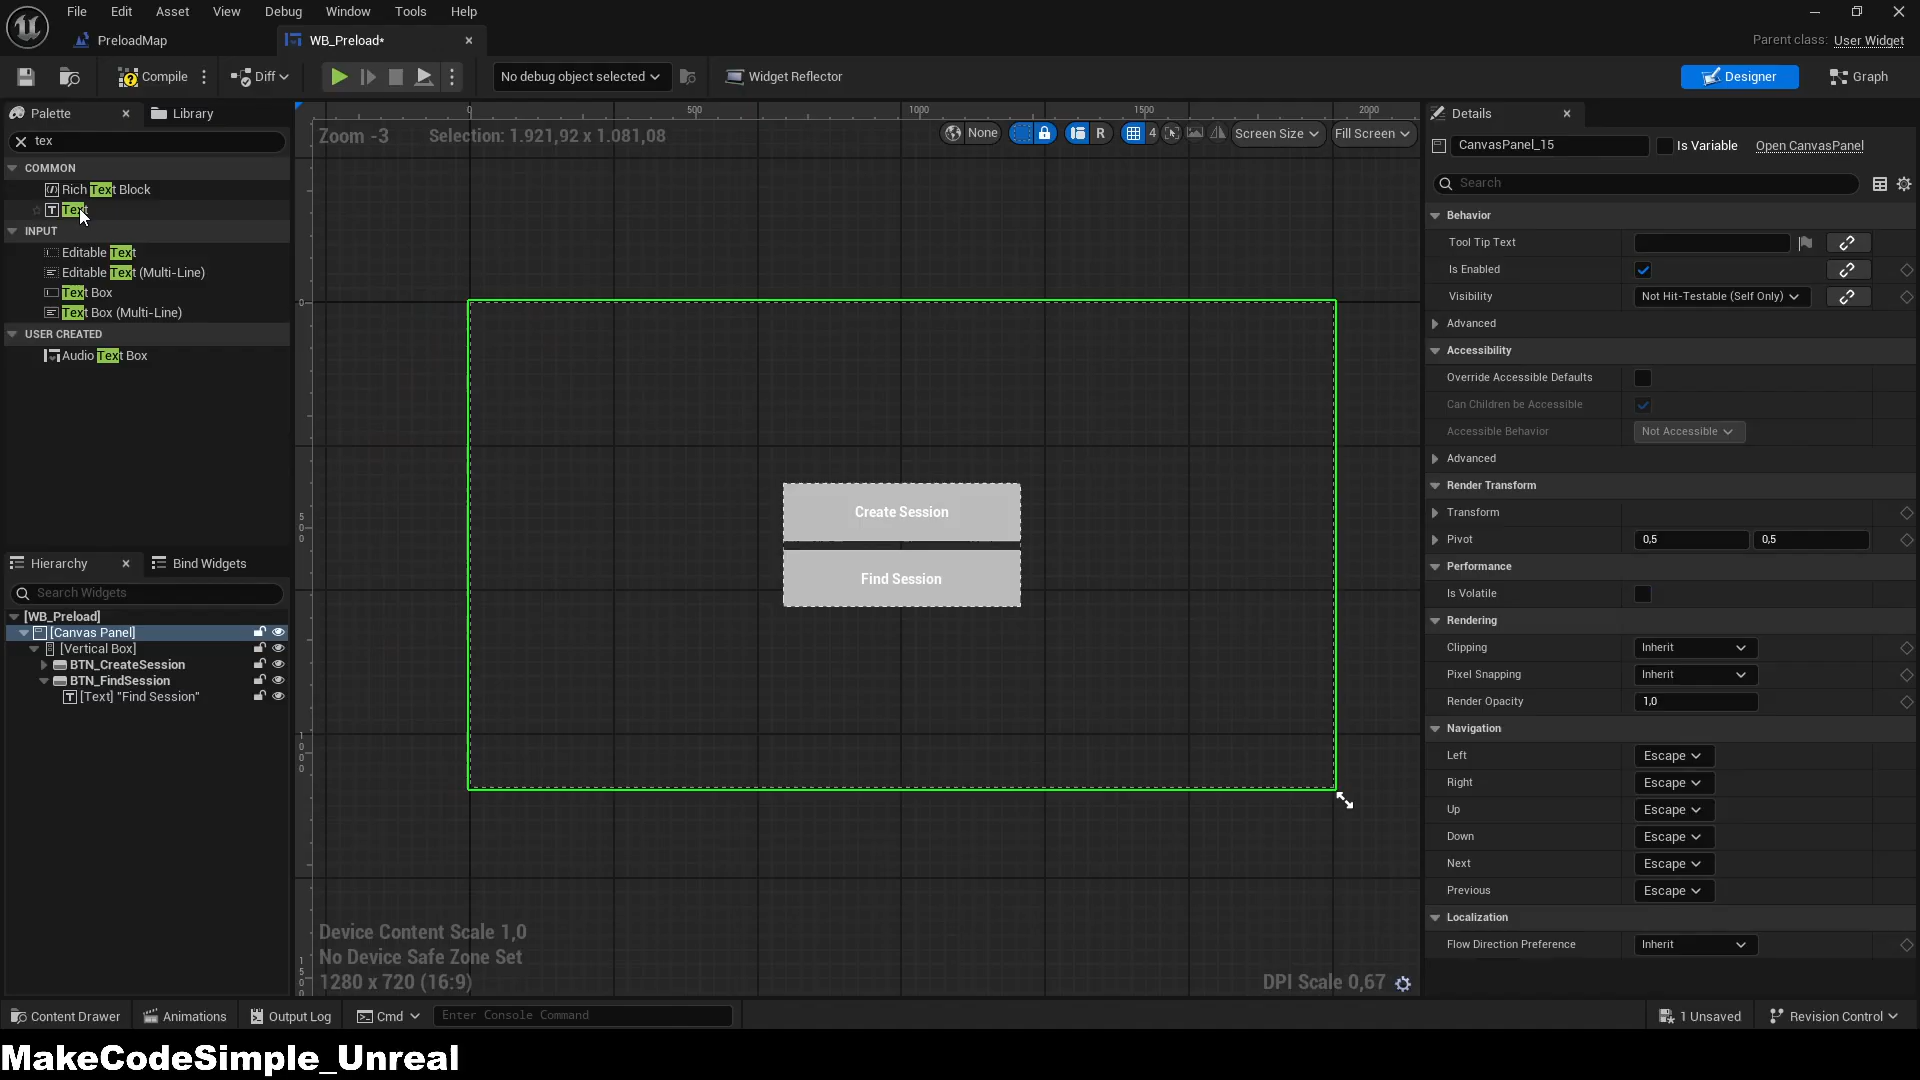 File Edit Asset View Debug Window Tools Help
PreloadMap
WB_Preload*
Parent class: User Widget
Compile
Diff
No debug object selected
Widget Reflector
Designer
Graph
Palette
Library
tex
COMMON
Rich Text Block
Text
INPUT
Editable Text
Editable Text (Multi-Line)
Text Box
Text Box (Multi-Line)
USER CREATED
Audio Text Box
Hierarchy
Bind Widgets
Search Widgets
[WB_Preload]
[Canvas Panel]
[Vertical Box]
BTN_CreateSession
BTN_FindSession
[Text] "Find Session"
0 500 1000 1500 2000
Zoom -3
Selection: 1.921,92 x 1.081,08
None
R
4
Screen Size
Fill Screen
0
500
1000
1500
Create Session
Find Session
Device Content Scale 1,0
No Device Safe Zone Set
1280 x 720 (16:9)
DPI Scale 0,67
Details
CanvasPanel_15
Is Variable
Open CanvasPanel
Search
Behavior
Tool Tip Text
Is Enabled
Visibility Not Hit-Testable (Self Only)
Advanced
Accessibility
Override Accessible Defaults
Can Children be Accessible
Accessible Behavior Not Accessible
Advanced
Render Transform
Transform
Pivot 0,5 0,5
Performance
Is Volatile
Rendering
Clipping Inherit
Pixel Snapping Inherit
Render Opacity 1,0
Navigation
Left Escape
Right Escape
Up Escape
Down Escape
Next Escape
Previous Escape
Localization
Flow Direction Preference Inherit
Content Drawer
Animations
Output Log
Cmd
Enter Console Command
1 Unsaved
Revision Control
MakeCodeSimple_Unreal